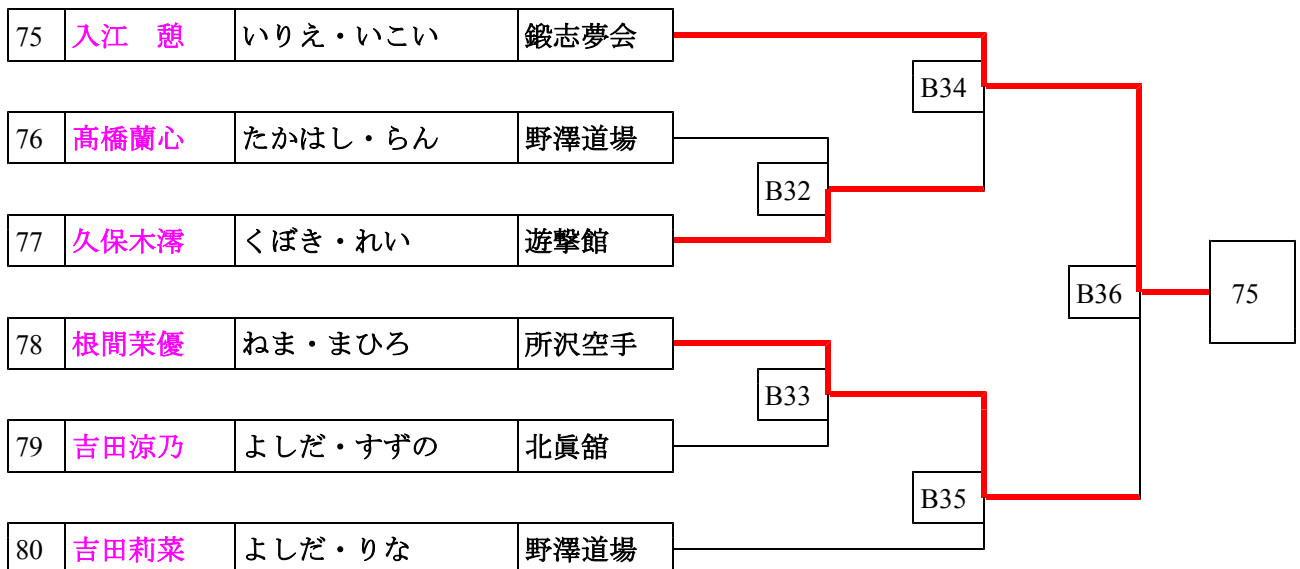 75 入江　憩 いりえ・いこい 鍛志夢会
B34
76 髙橋蘭心 たかはし・らん 野澤道場
B32
77 久保木澪 くぼき・れい 遊撃館
B36 75
78 根間茉優 ねま・まひろ 所沢空手
B33
79 吉田涼乃 よしだ・すずの 北眞舘
B35
80 吉田莉菜 よしだ・りな 野澤道場